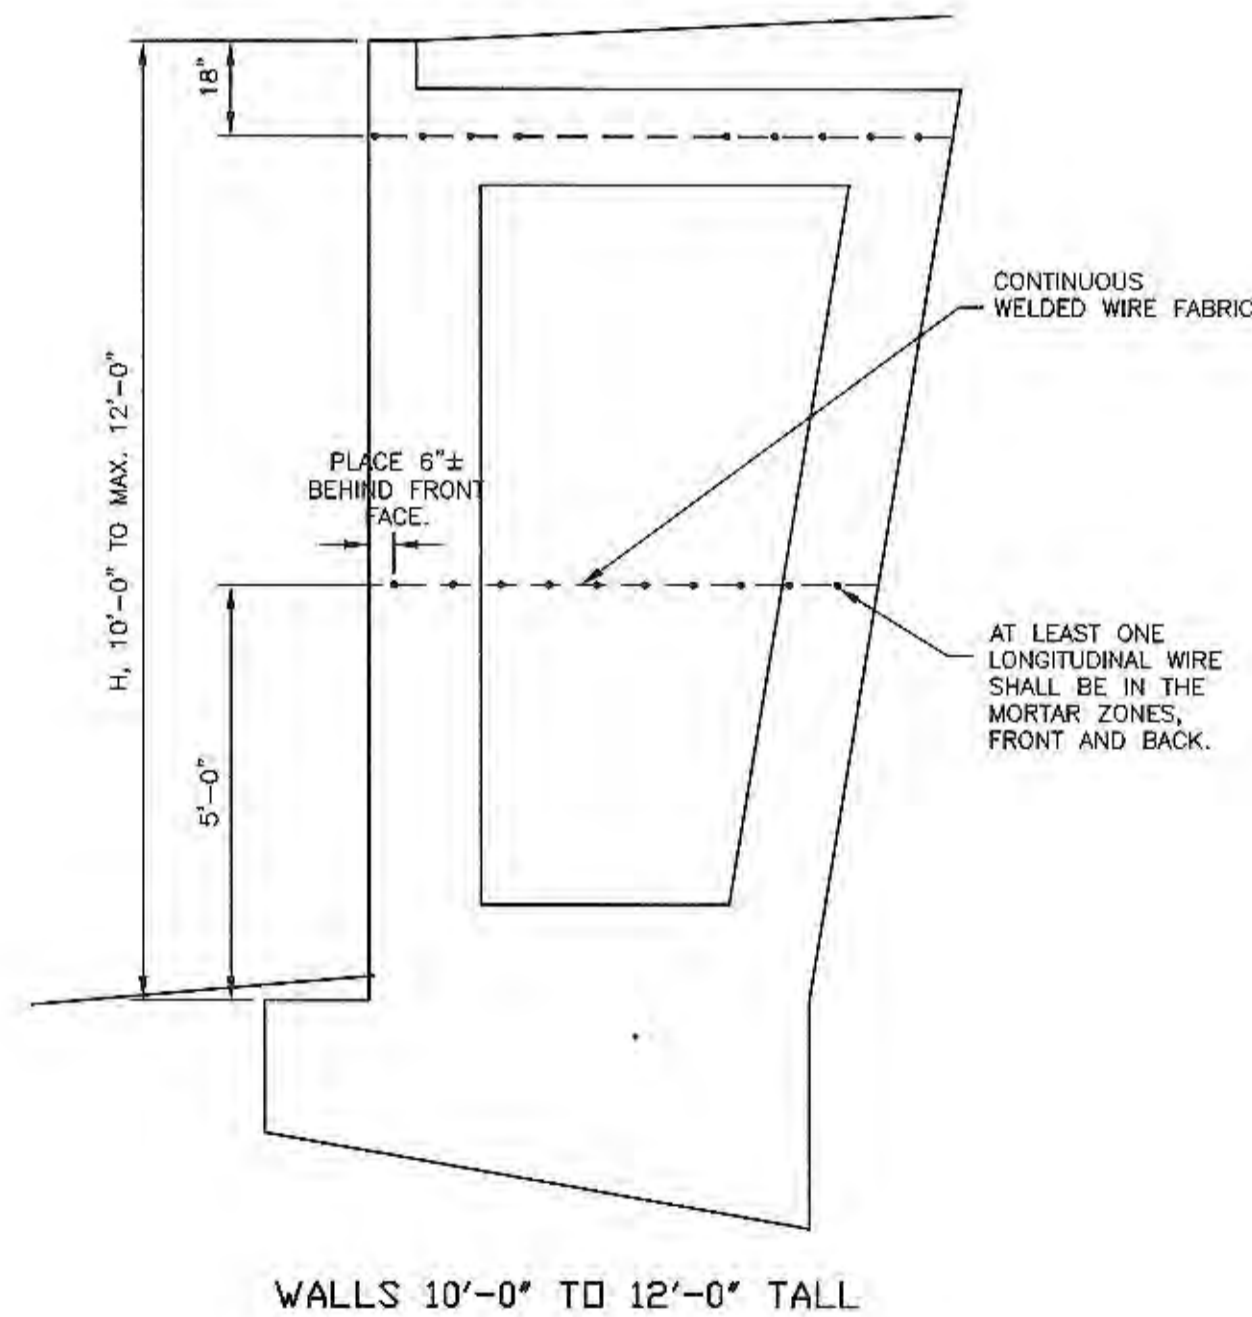 18"
CONTINUOUS
WELDED WIRE FABRIC
H, 10'-0" TO MAX. 12'-0"
PLACE 6"±
BEHIND FRONT
FACE.
AT LEAST ONE
LONGITUDINAL WIRE
SHALL BE IN THE
MORTAR ZONES,
FRONT AND BACK.
5'-0"
WALLS 10'-0" TO 12'-0" TALL